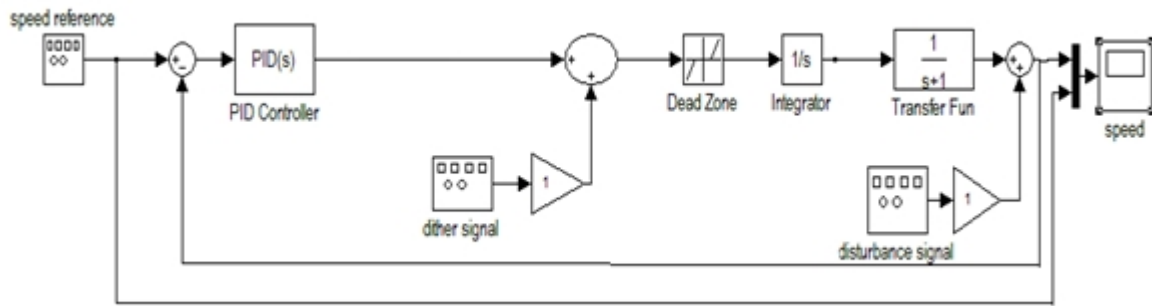 speed reference
+
-
PID(s)
PID Controller
+
+
Dead Zone
1/s
Integrator
1
s+1
Transfer Fun
+
+
speed
dither signal
1
disturbance signal
1